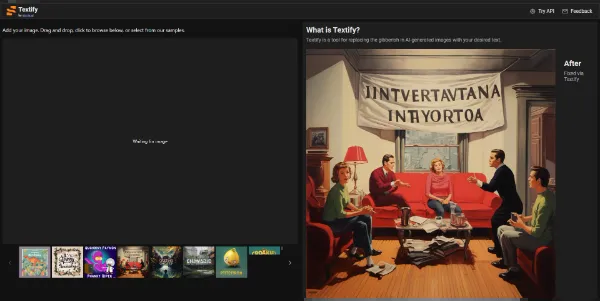 Textify
Try API
Feedback
Add your image. Drag and drop, click to browse below, or select from our samples.
Waiting for image
What is Textify?
Textify is a tool for replacing the gibberish in AI-generated images with your desired text.
IINTVERTAVTANA
INTIYORTOA
After
Fixed via
Textify